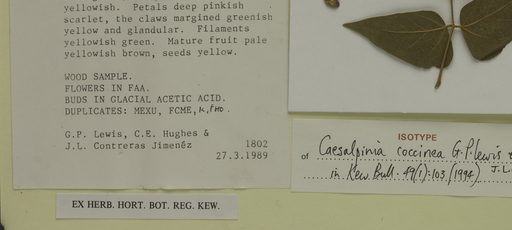 yellowish. Petals deep pinkish
scarlet, the claws margined greenish
yellow and glandular. Filaments
yellowish green. Mature fruit pale
yellowish brown, seeds yellow.
WOOD SAMPLE.
FLOWERS IN FAA.
BUDS IN GLACIAL ACETIC ACID.
DUPLICATES: MEXU, FCME, K, FHO.
G.P. Lewis, C.E. Hughes &
J.L. Contreras Jimenêz 1802
27.3.1989
EX HERB. HORT. BOT. REG. KEW.
ISOTYPE
of Caesalpinia coccinea G.P. Lewis
in Kew Bull. 49(1): 103 (1994) J.L.